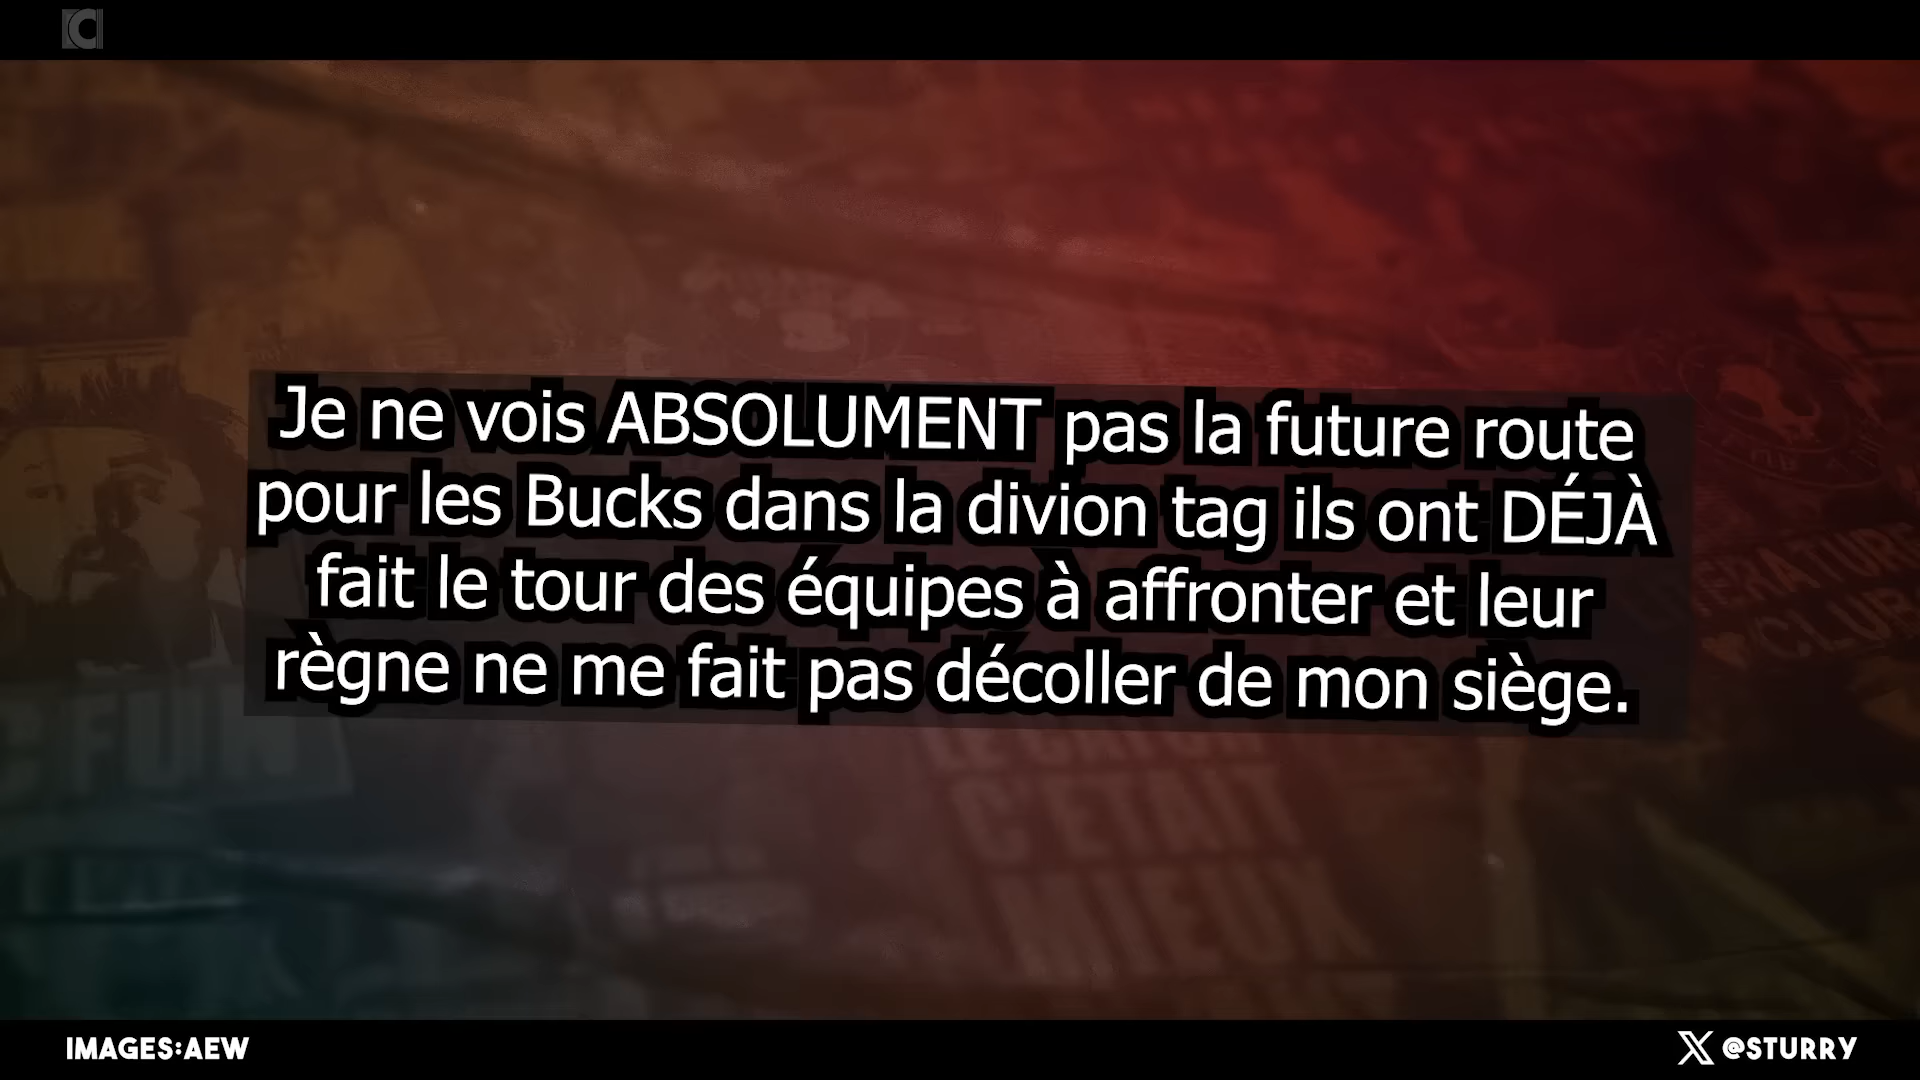 Je ne vois ABSOLUMENT pas la future route
pour les Bucks dans la divion tag ils ont DÉJÀ
fait le tour des équipes à affronter et leur
règne ne me fait pas décoller de mon siège.
C'ÉTAIT
MIEUX
IMAGES:AEW
X @STURRY